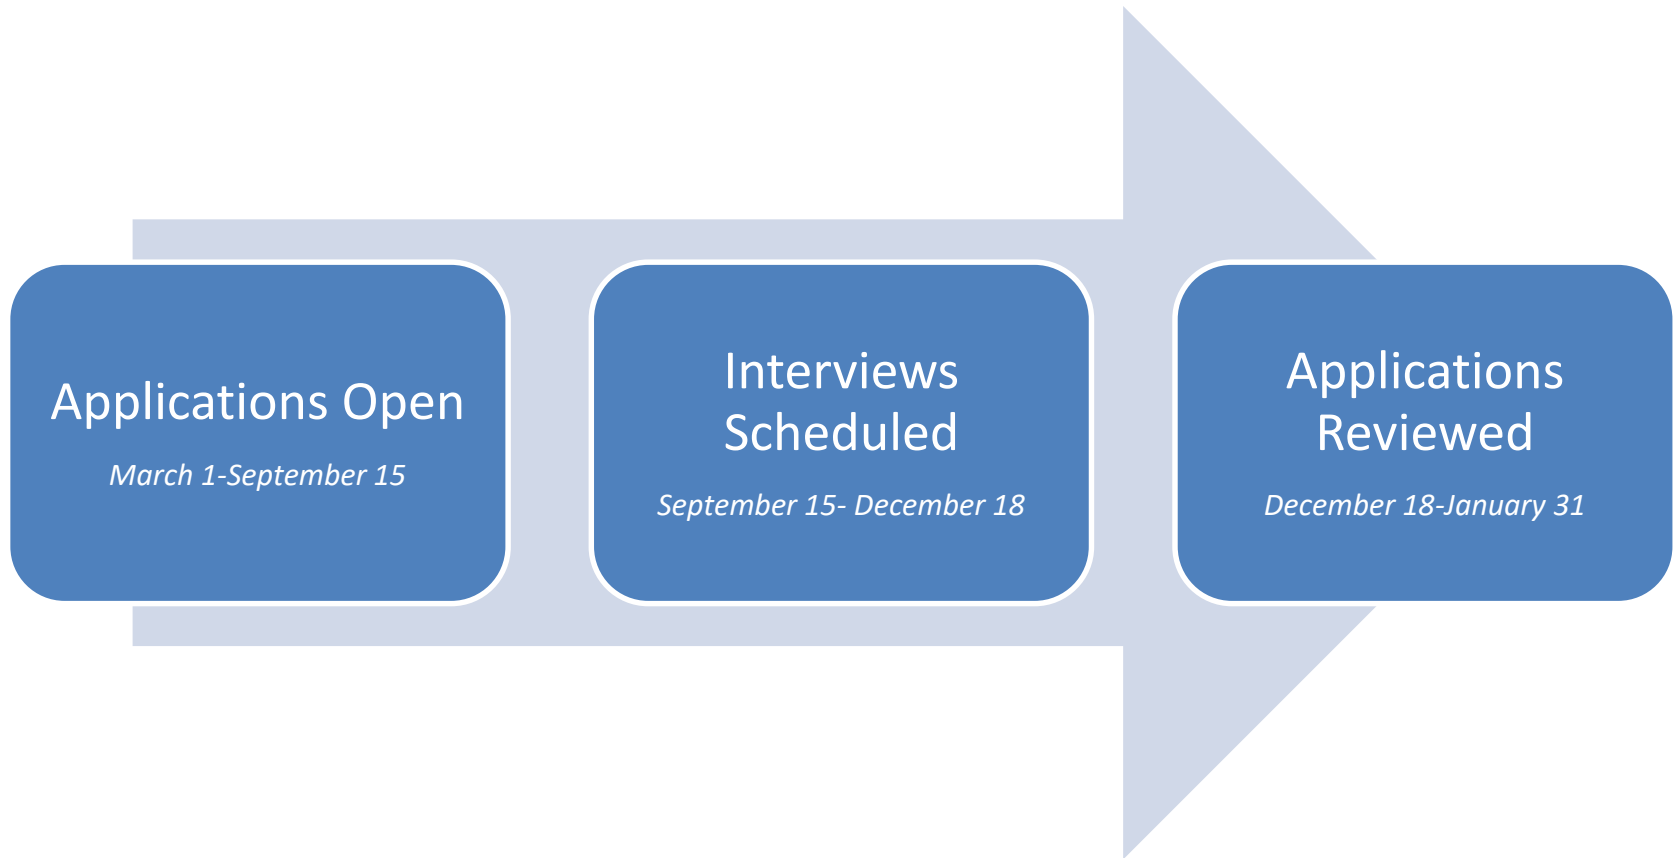 Applications Open
March 1-September 15
Interviews
Scheduled
September 15- December 18
Applications
Reviewed
December 18-January 31